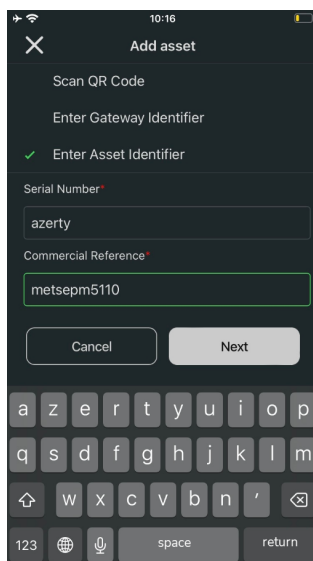 10:16
Add asset
Scan QR Code
Enter Gateway Identifier
Enter Asset Identifier
Serial Number*
azerty
Commercial Reference*
metsepm5110
Cancel Next
a z e r t y u i o p
q s d f g h j k l m
w x c v b n '
123 space return